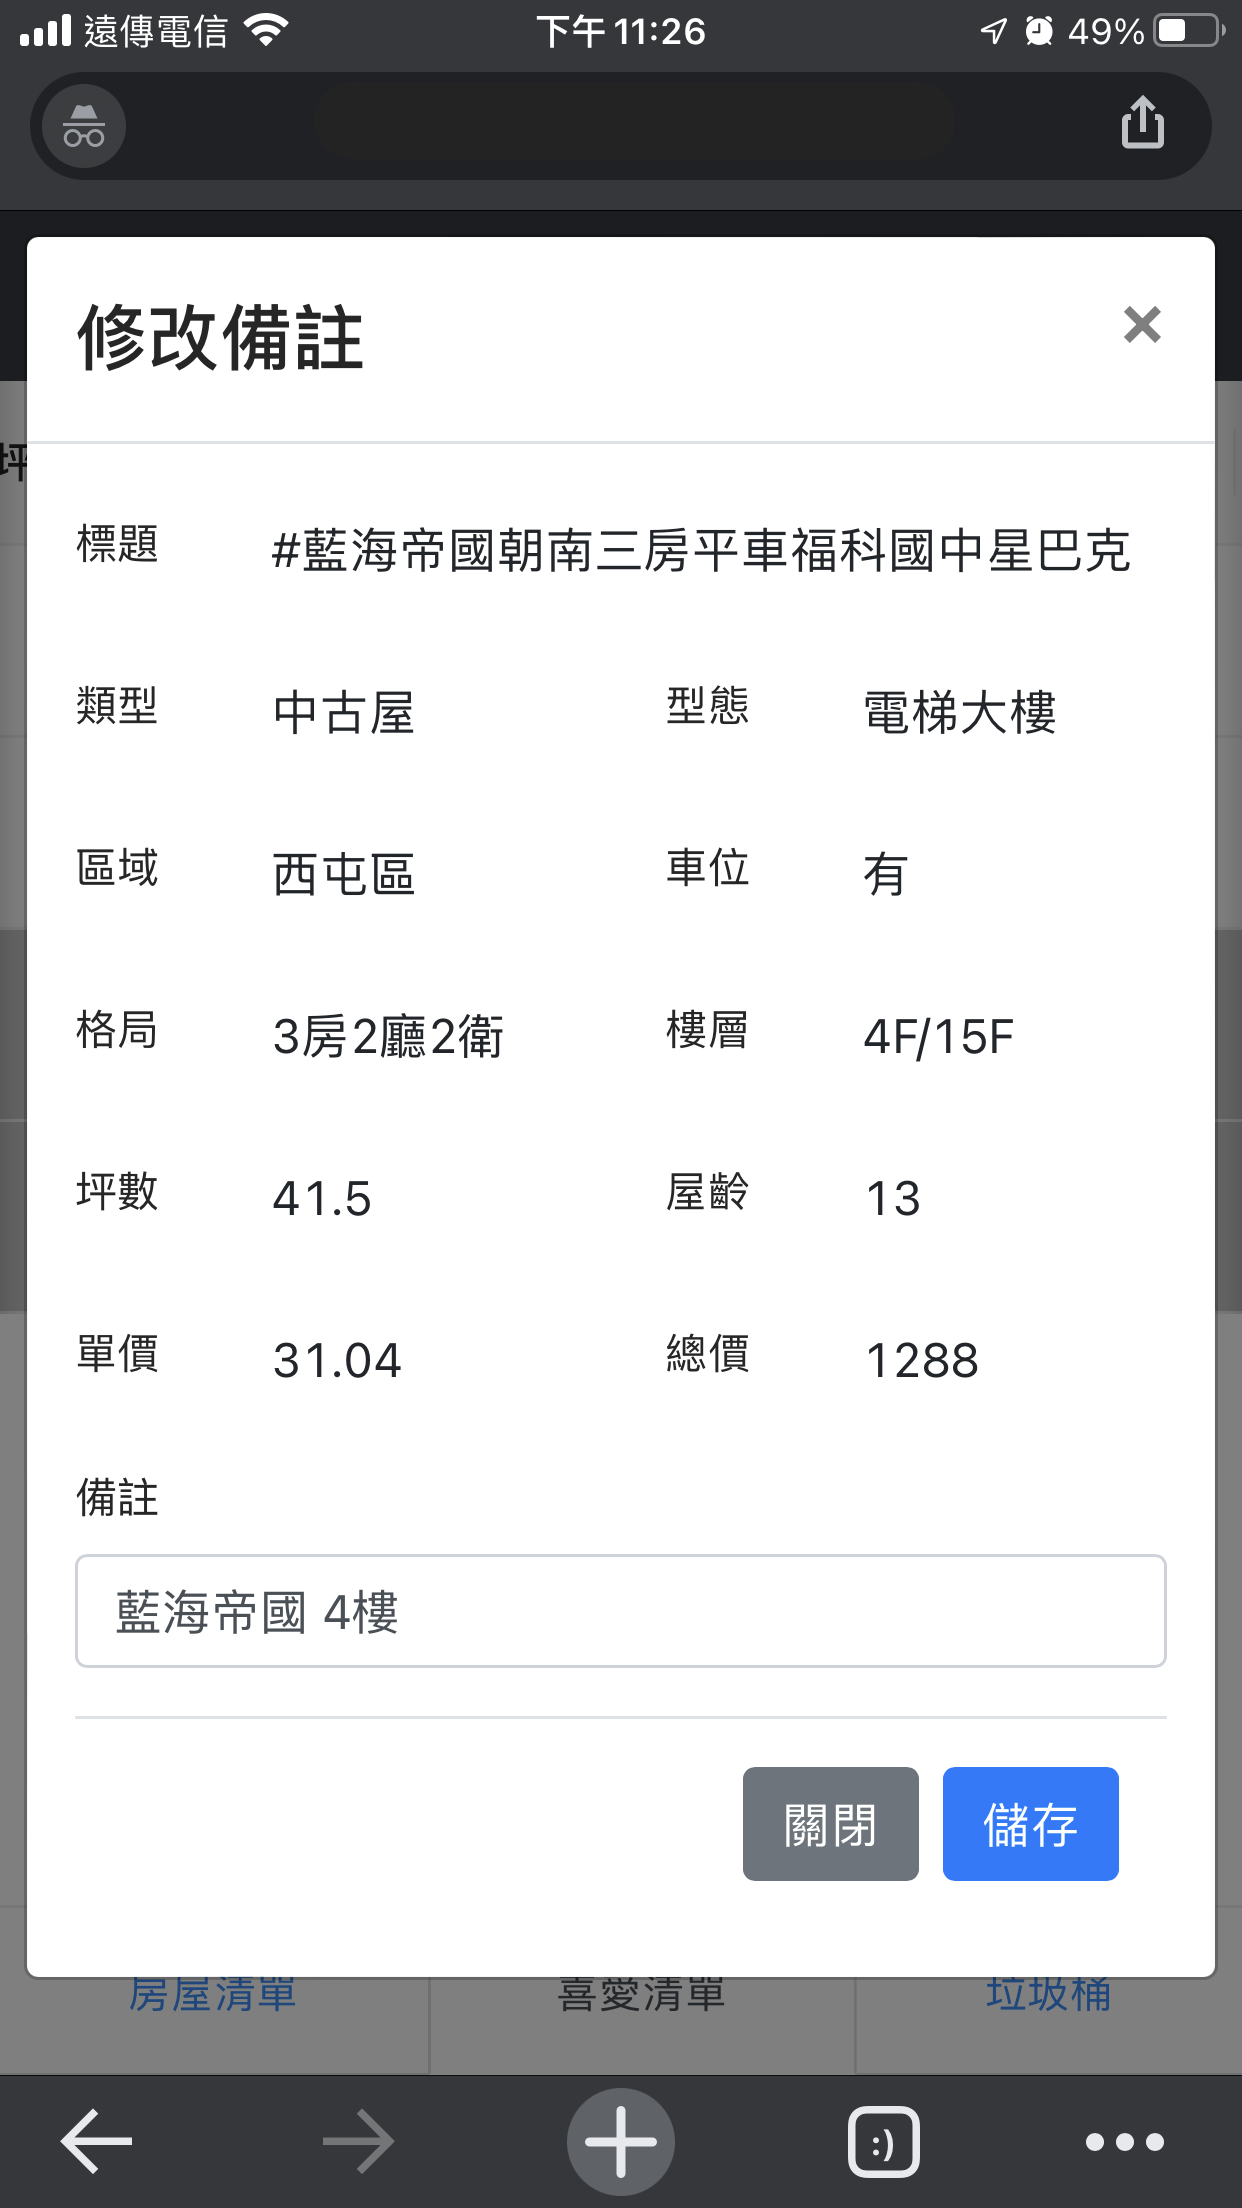 遠傳電信 下午 11:26 49%
修改備註 ×
坪
標題 #藍海帝國朝南三房平車福科國中星巴克
類型 中古屋 型態 電梯大樓
區域 西屯區 車位 有
格局 3房2廳2衛 樓層 4F/15F
坪數 41.5 屋齡 13
單價 31.04 總價 1288
備註
藍海帝國 4樓
關閉 儲存
房屋清單 喜愛清單 垃圾桶
:)